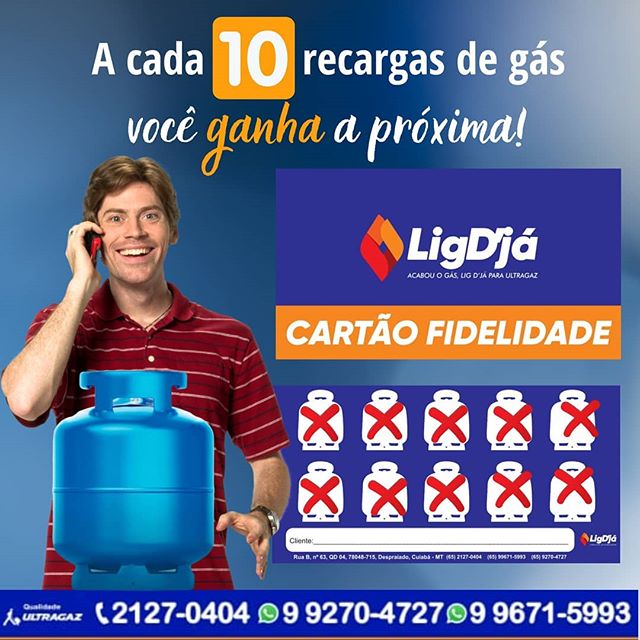 A cada 10 recargas de gás
você ganha a próxima!
LigD'já
ACABOU O GÁS, LIG D'JÁ PARA ULTRAGAZ
CARTÃO FIDELIDADE
Cliente:
LigD'já
Rua B, nº 63, QD 04, 78048-715, Despraiado, Cuiabá - MT (65) 2127-0404 (65) 99671-5993 (65) 9270-4727
Qualidade
ULTRAGAZ
2127-0404 9 9270-4727 9 9671-5993